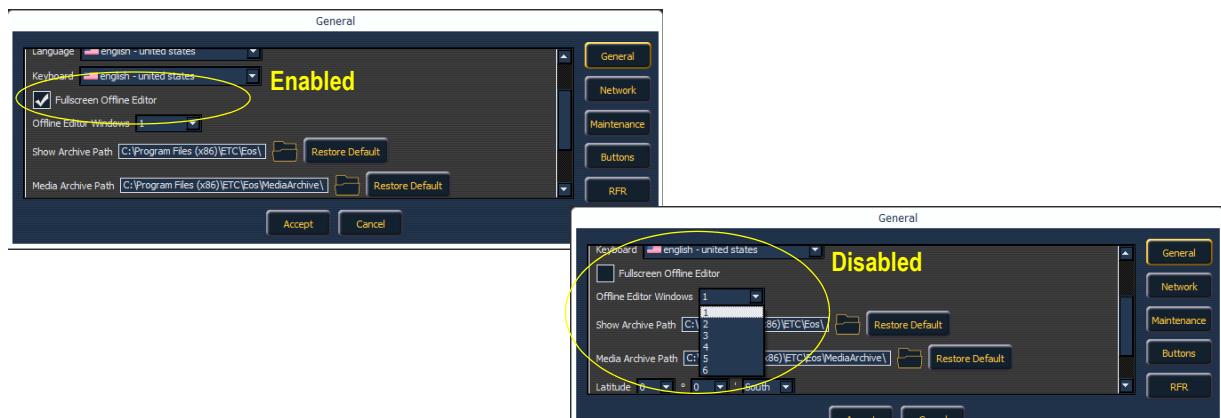 General
Language english - united states
Keyboard english - united states
Enabled
Fullscreen Offline Editor
Offline Editor Windows 1
Show Archive Path C:\Program Files (x86)\ETC\Eos\ Restore Default
Media Archive Path C:\Program Files (x86)\ETC\Eos\MediaArchive\ Restore Default
Accept Cancel
General
Network
Maintenance
Buttons
RFR
General
Keyboard english - united states
Disabled
Fullscreen Offline Editor
Offline Editor Windows 1
1
2
3
4
5
6
Show Archive Path C:\ x86)\ETC\Eos\ Restore Default
Media Archive Path C:\ (x86)\ETC\Eos\MediaArchive\ Restore Default
Latitude 0 ° 0 ' South
General
Network
Maintenance
Buttons
RFR